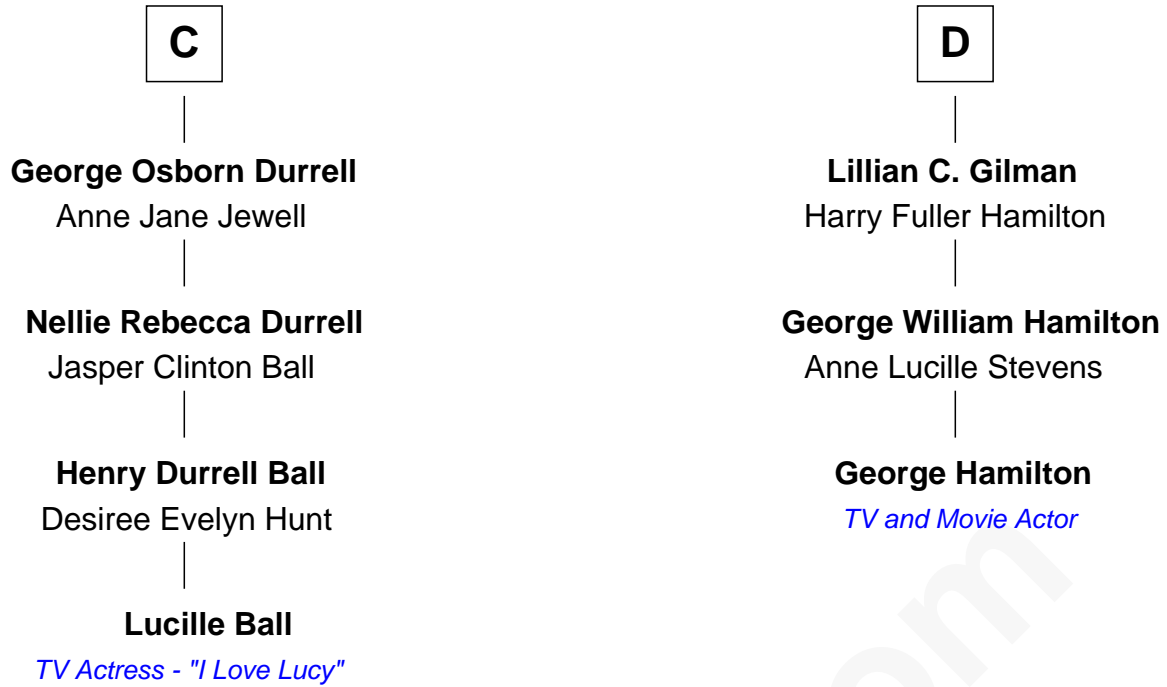 C
George Osborn Durrell
Anne Jane Jewell
Nellie Rebecca Durrell
Jasper Clinton Ball
Henry Durrell Ball
Desiree Evelyn Hunt
Lucille Ball
TV Actress - "I Love Lucy"
D
Lillian C. Gilman
Harry Fuller Hamilton
George William Hamilton
Anne Lucille Stevens
George Hamilton
TV and Movie Actor
om